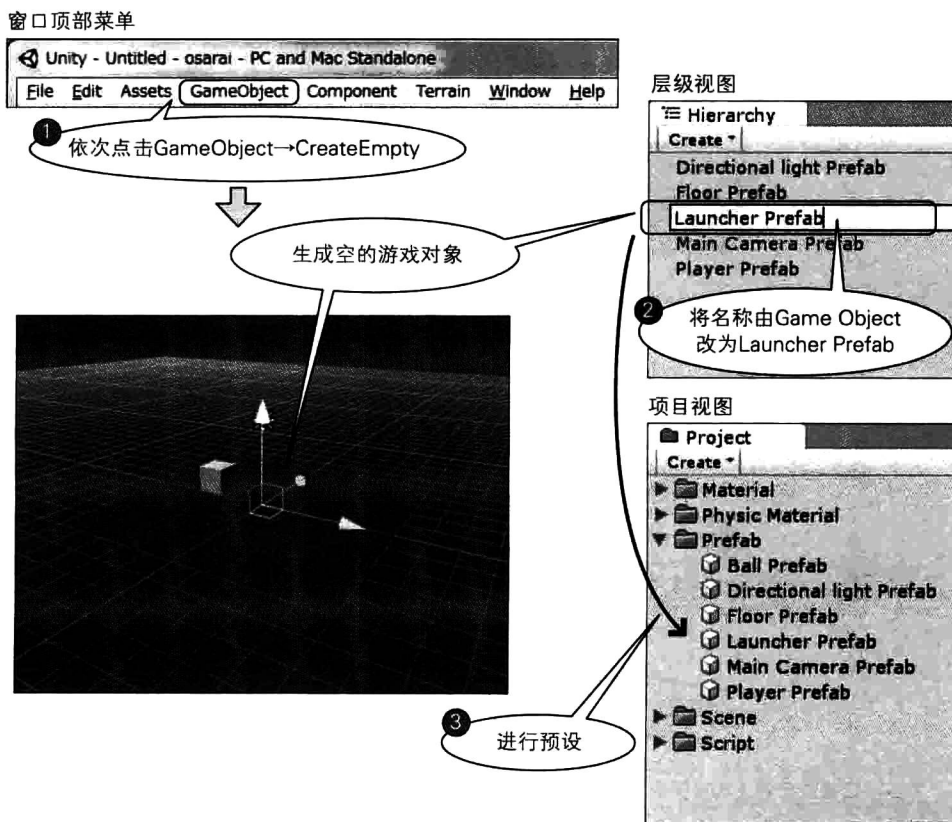 窗口顶部菜单
Unity - Untitled - osarai - PC and Mac Standalone
File Edit Assets GameObject Component Terrain Window Help
1
依次点击GameObject→CreateEmpty
生成空的游戏对象
层级视图
Hierarchy
Create
Directional light Prefab
Floor Prefab
Launcher Prefab
Main Camera Prefab
Player Prefab
2
将名称由Game Object
改为Launcher Prefab
项目视图
Project
Create
Material
Physic Material
Prefab
Ball Prefab
Directional light Prefab
Floor Prefab
Launcher Prefab
Main Camera Prefab
Player Prefab
Scene
Script
3
进行预设